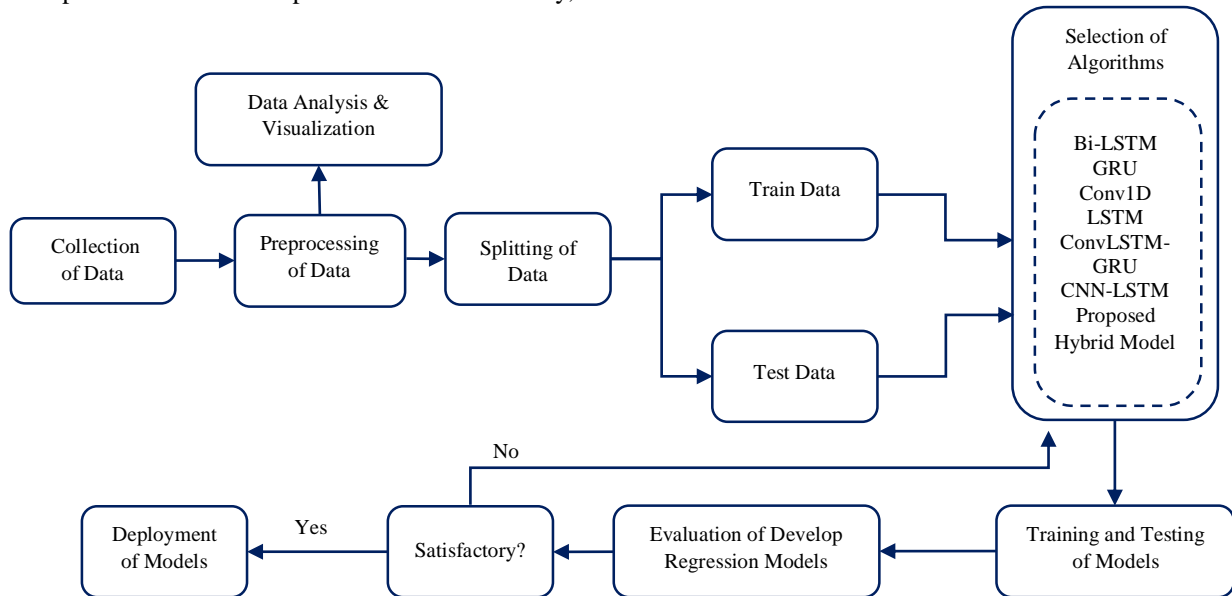 Selection of
Algorithms
Data Analysis &
Visualization
Bi-LSTM
GRU
Conv1D
LSTM
ConvLSTM-
GRU
CNN-LSTM
Proposed
Hybrid Model
Train Data
Collection
of Data
Preprocessing
of Data
Splitting of
Data
Test Data
No
Yes
Deployment
of Models
Satisfactory?
Evaluation of Develop
Regression Models
Training and Testing
of Models